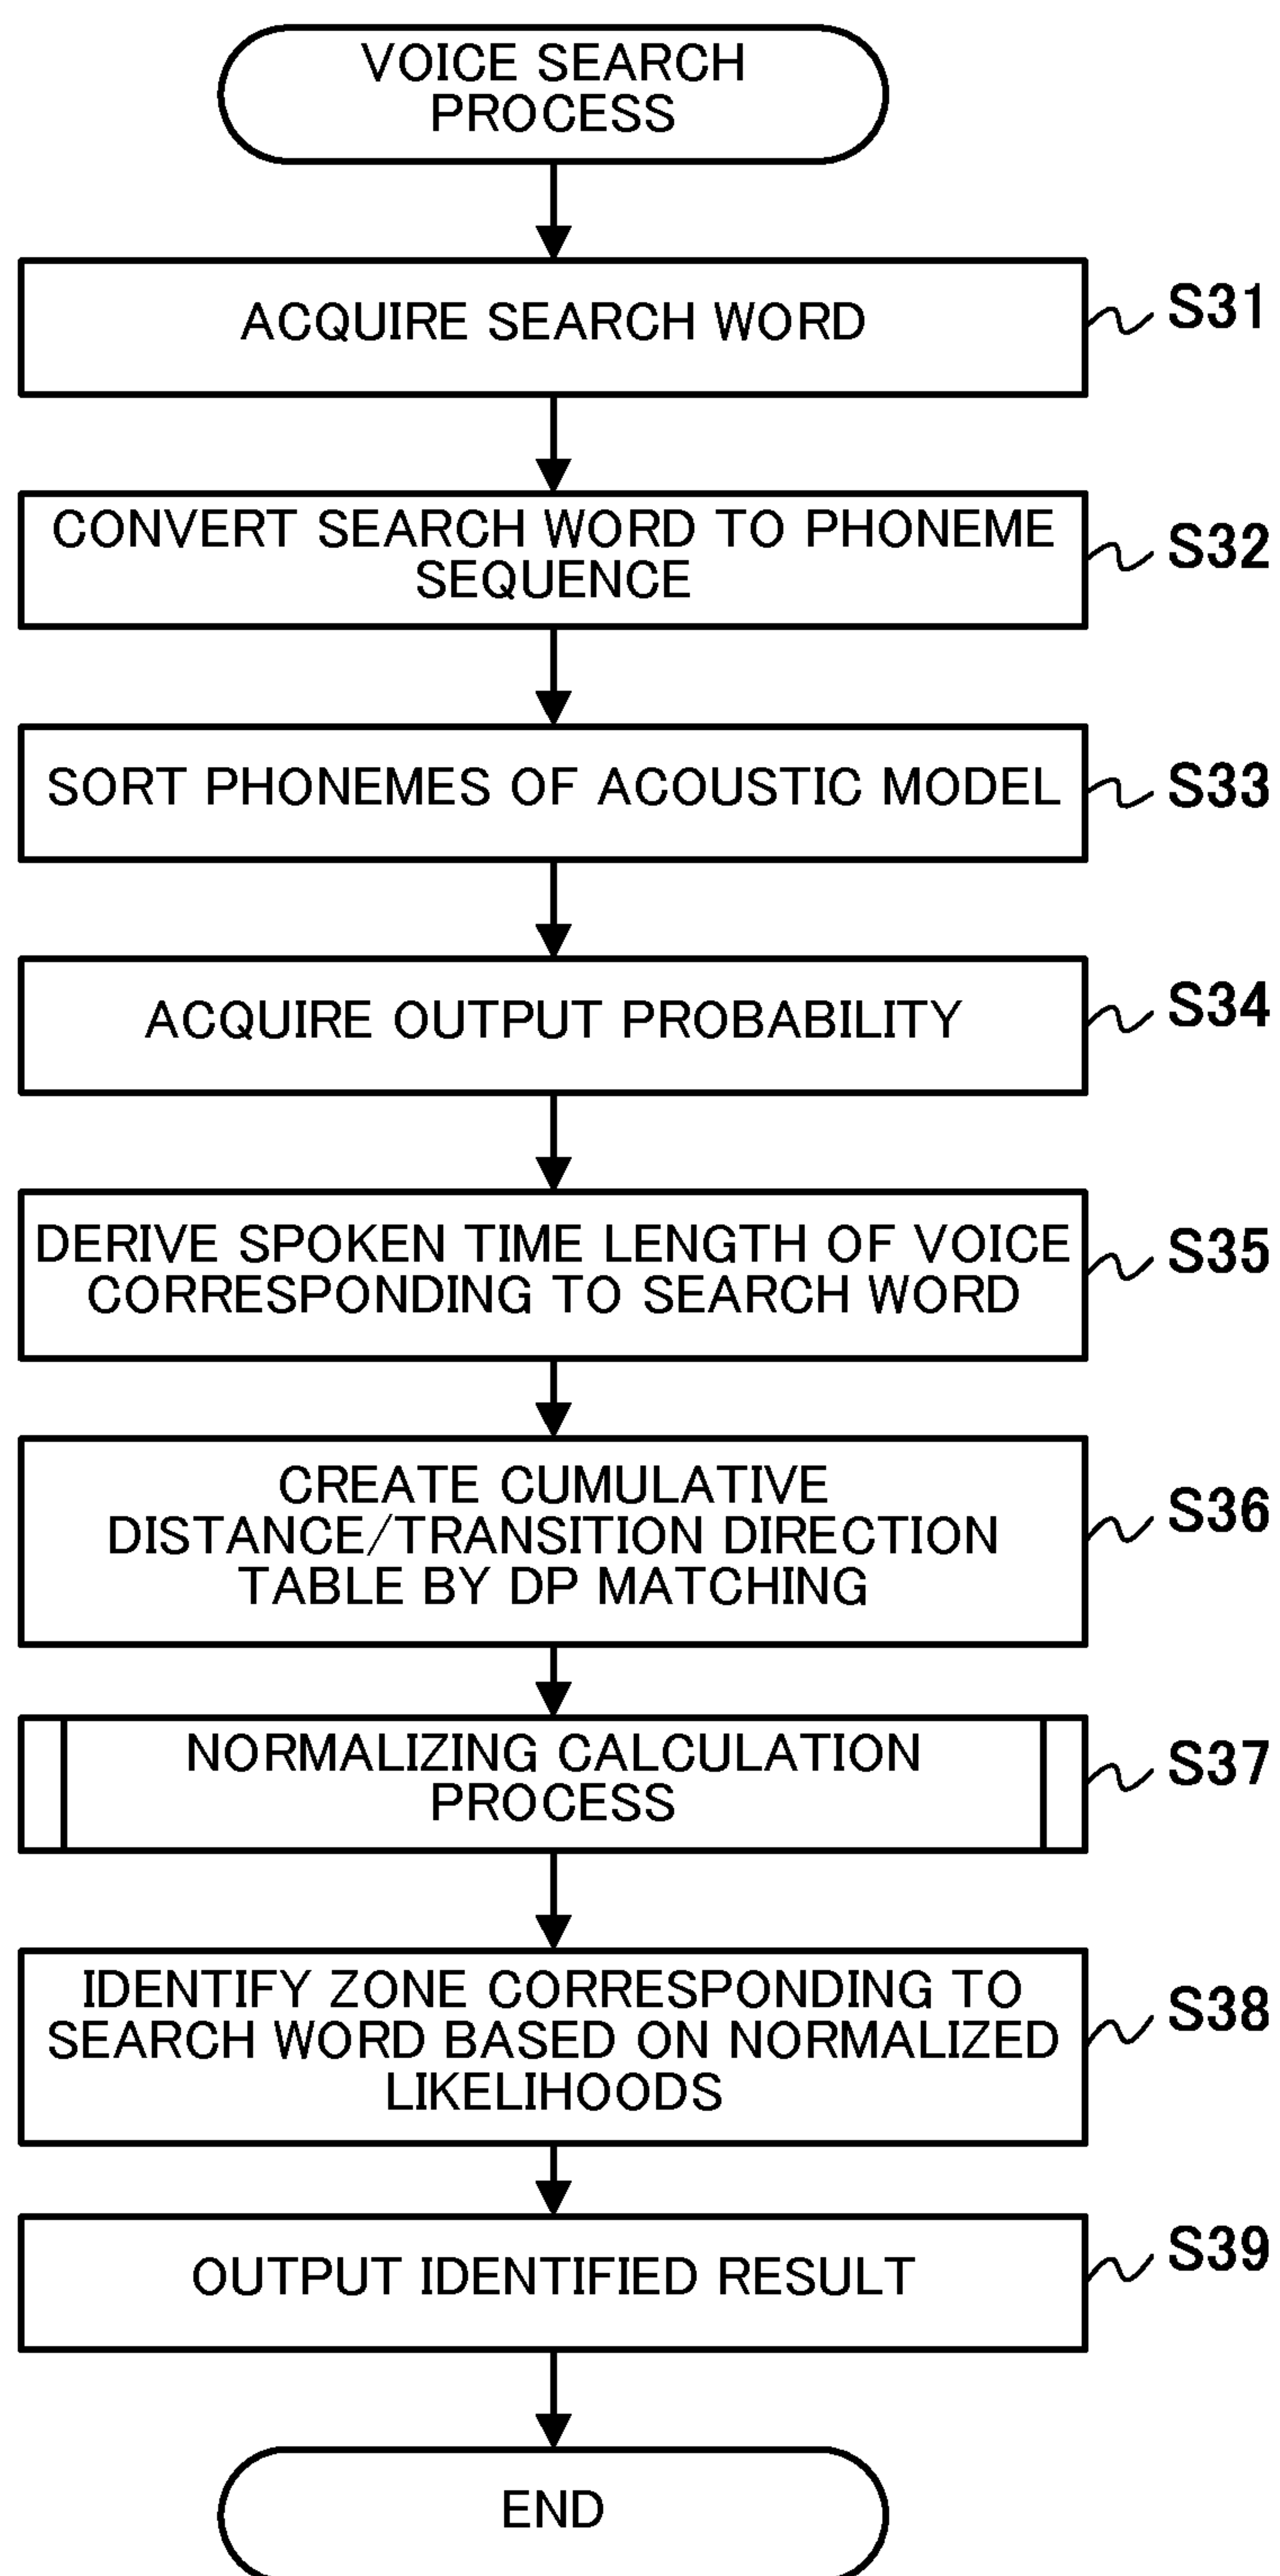 VOICE SEARCH
PROCESS
ACQUIRE SEARCH WORD
S31
CONVERT SEARCH WORD TO PHONEME
SEQUENCE
S32
SORT PHONEMES OF ACOUSTIC MODEL
S33
ACQUIRE OUTPUT PROBABILITY
S34
DERIVE SPOKEN TIME LENGTH OF VOICE
CORRESPONDING TO SEARCH WORD
S35
CREATE CUMULATIVE
DISTANCE/TRANSITION DIRECTION
TABLE BY DP MATCHING
S36
NORMALIZING CALCULATION
PROCESS
S37
IDENTIFY ZONE CORRESPONDING TO
SEARCH WORD BASED ON NORMALIZED
LIKELIHOODS
S38
OUTPUT IDENTIFIED RESULT
S39
END